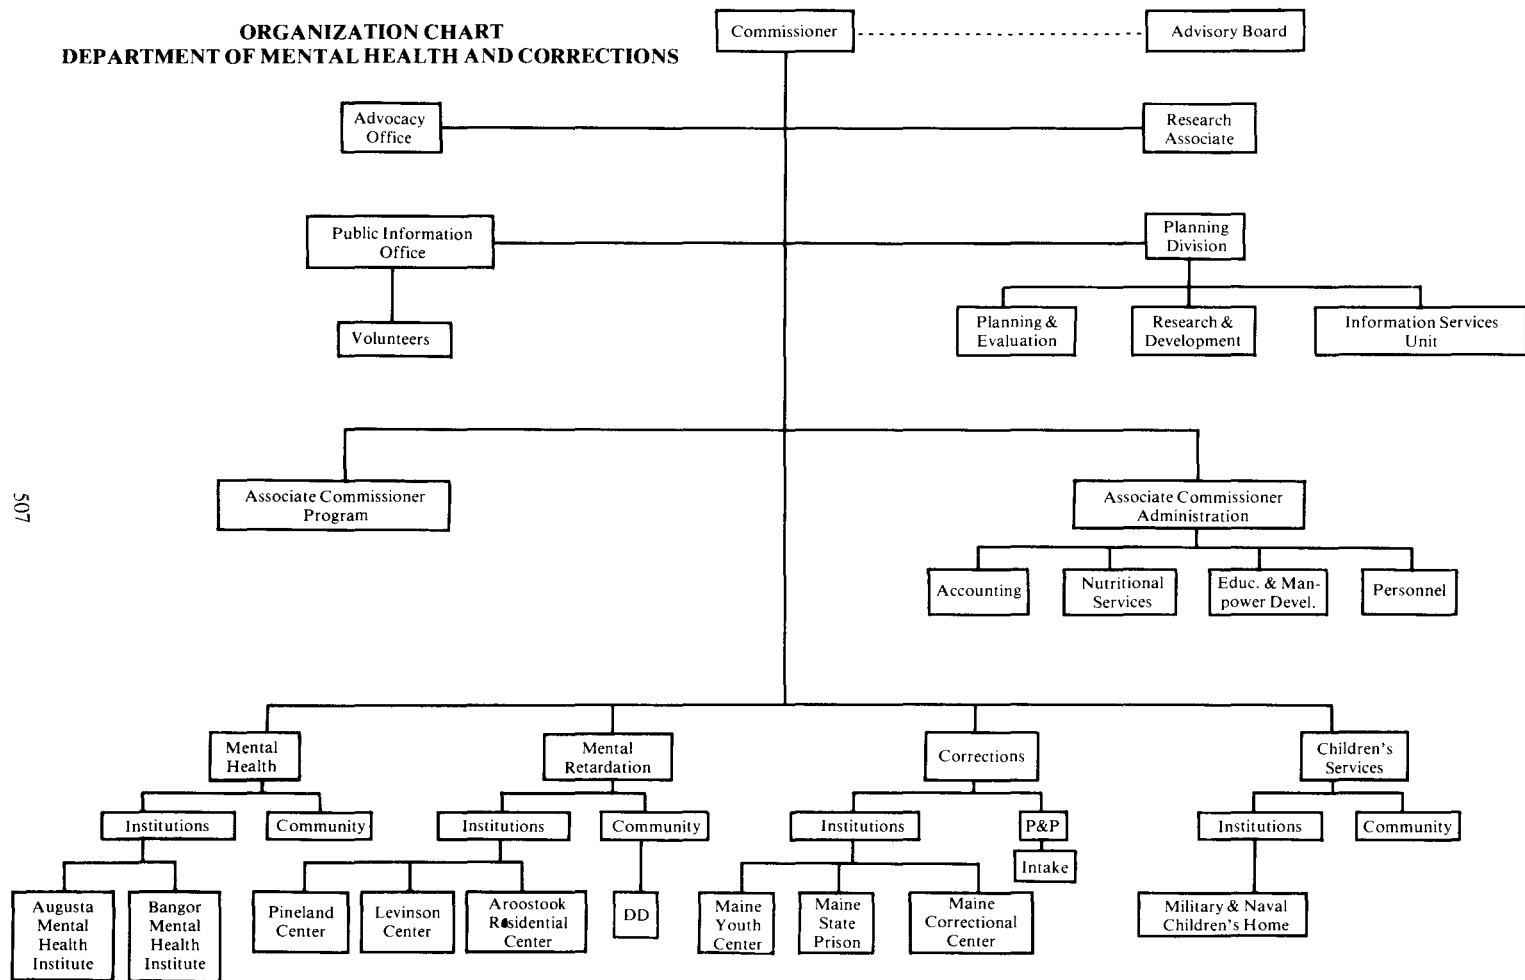 ORGANIZATION CHART
DEPARTMENT OF MENTAL HEALTH AND CORRECTIONS
Commissioner
Advisory Board
Advocacy
Office
Research
Associate
Public Information
Office
Planning
Division
Volunteers
Planning &
Evaluation
Research &
Development
Information Services
Unit
Associate Commissioner
Program
Associate Commissioner
Administration
Accounting
Nutritional
Services
Educ. & Man-
power Devel.
Personnel
Mental
Health
Mental
Retardation
Corrections
Children's
Services
Institutions
Community
Institutions
Community
Institutions
P&P
Intake
Institutions
Community
Augusta
Mental
Health
Institute
Bangor
Mental
Health
Institute
Pineland
Center
Levinson
Center
Aroostook
Residential
Center
DD
Maine
Youth
Center
Maine
State
Prison
Maine
Correctional
Center
Military & Naval
Children's Home
507